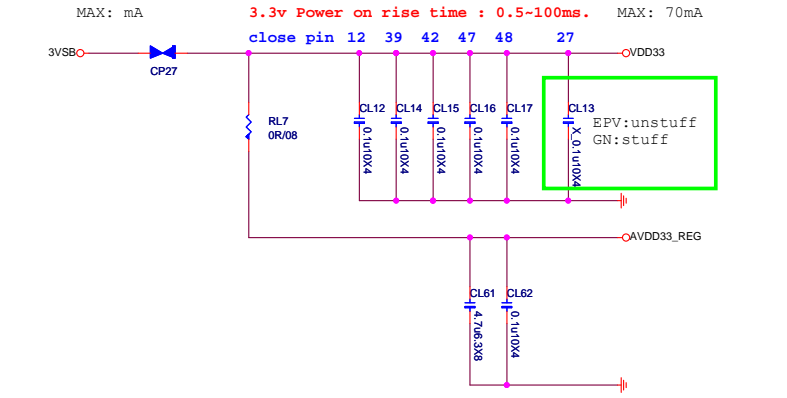 MAX: mA
3.3v Power on rise time : 0.5~100ms.
MAX: 70mA
close pin 12 39 42 47 48 27
3VSB
VDD33
CP27
RL7
0R/08
CL12
0.1u10X4
CL14
0.1u10X4
CL15
0.1u10X4
CL16
0.1u10X4
CL17
0.1u10X4
CL13
X_0.1u10X4
EPV:unstuff
GN:stuff
AVDD33_REG
CL61
4.7u6.3X8
CL62
0.1u10X4